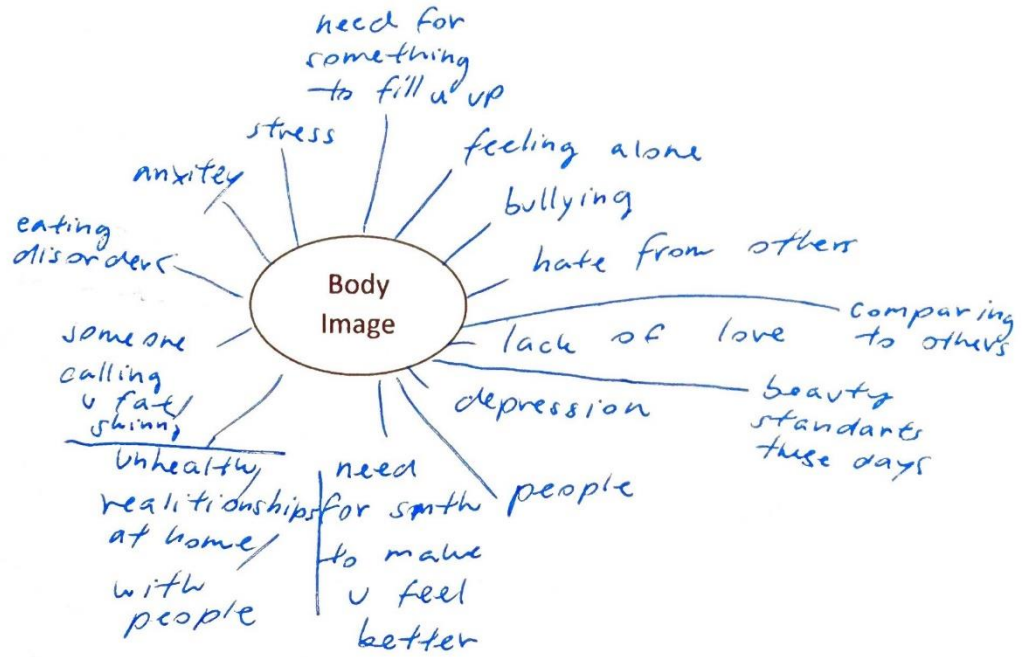 need for
something
to fill u up
stress
feeling alone
anxitey
bullying
eating
disorders
hate from others
Body
Image
comparing
to others
lack of love
someone
calling
u fat/
skinny
depression
beauty
standarts
these days
unhealthy
realitionships
at home/
with
people
need
for smth
to make
u feel
better
people